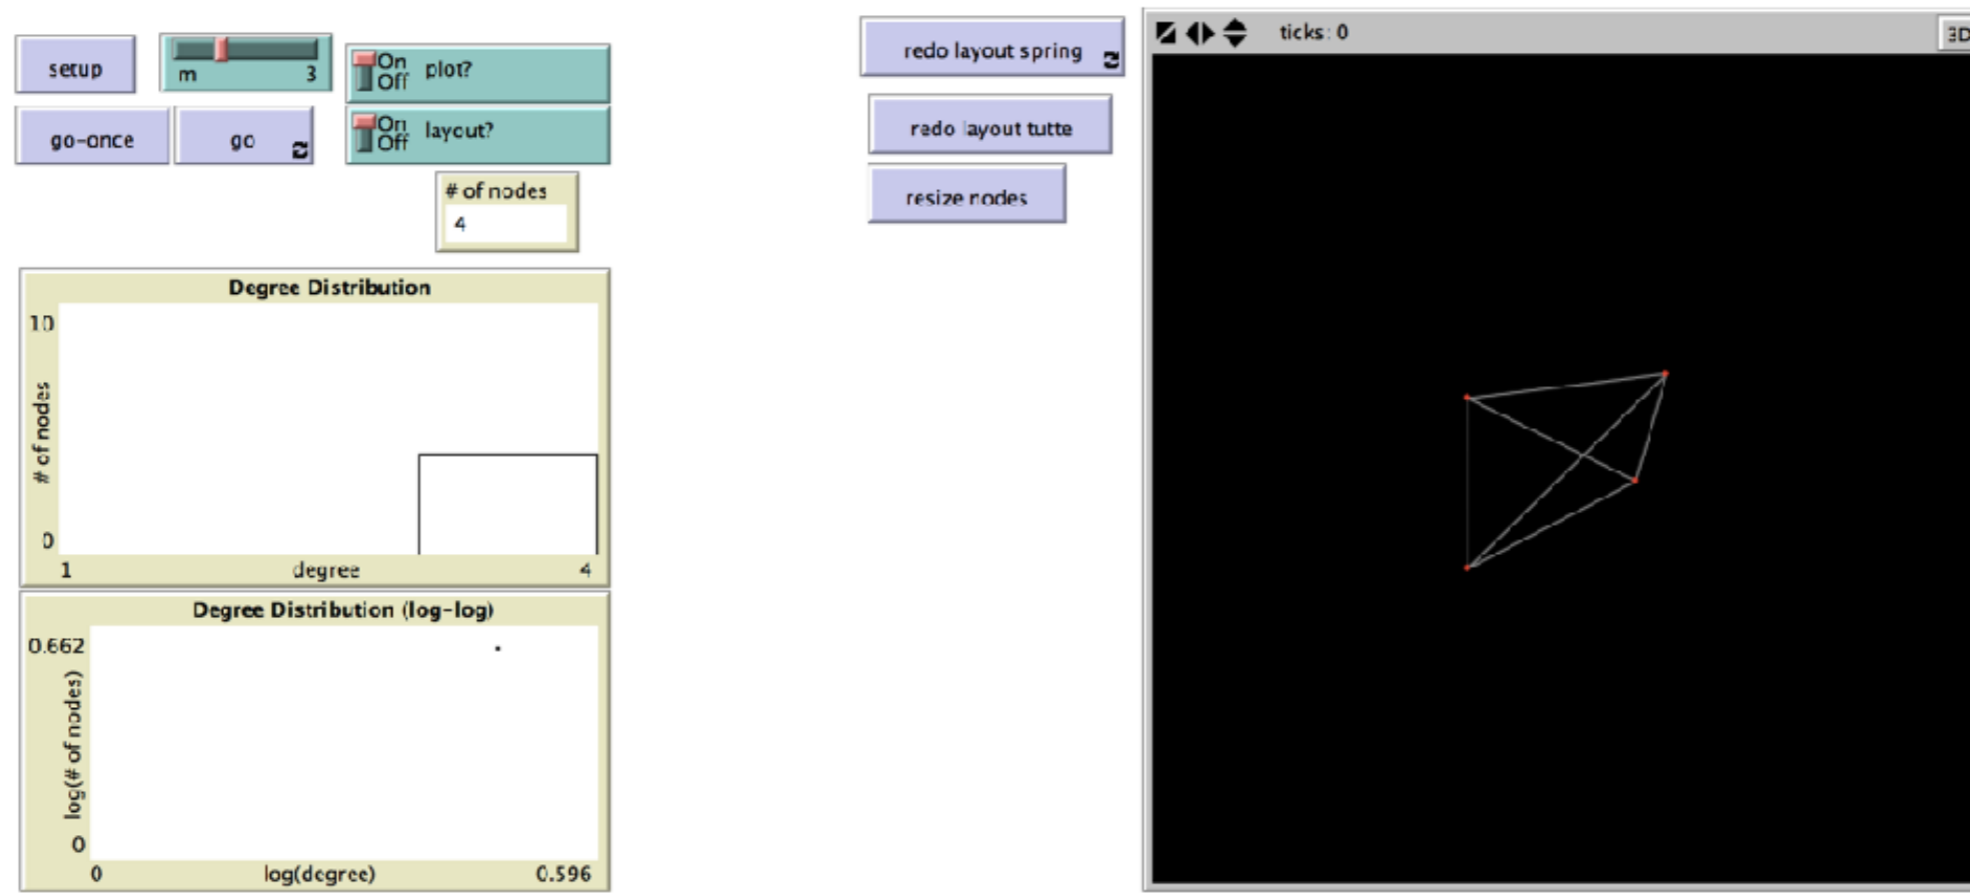 setup
m 3
On
Off
plot?
go-once
go
On
Off
layout?
# of nodes
4
Degree Distribution
10
# of nodes
0
1
degree
4
Degree Distribution (log-log)
0.662
log(# of nodes)
0
0
log(degree)
0.596
redo layout spring
redo layout tutte
resize nodes
ticks: 0
3D